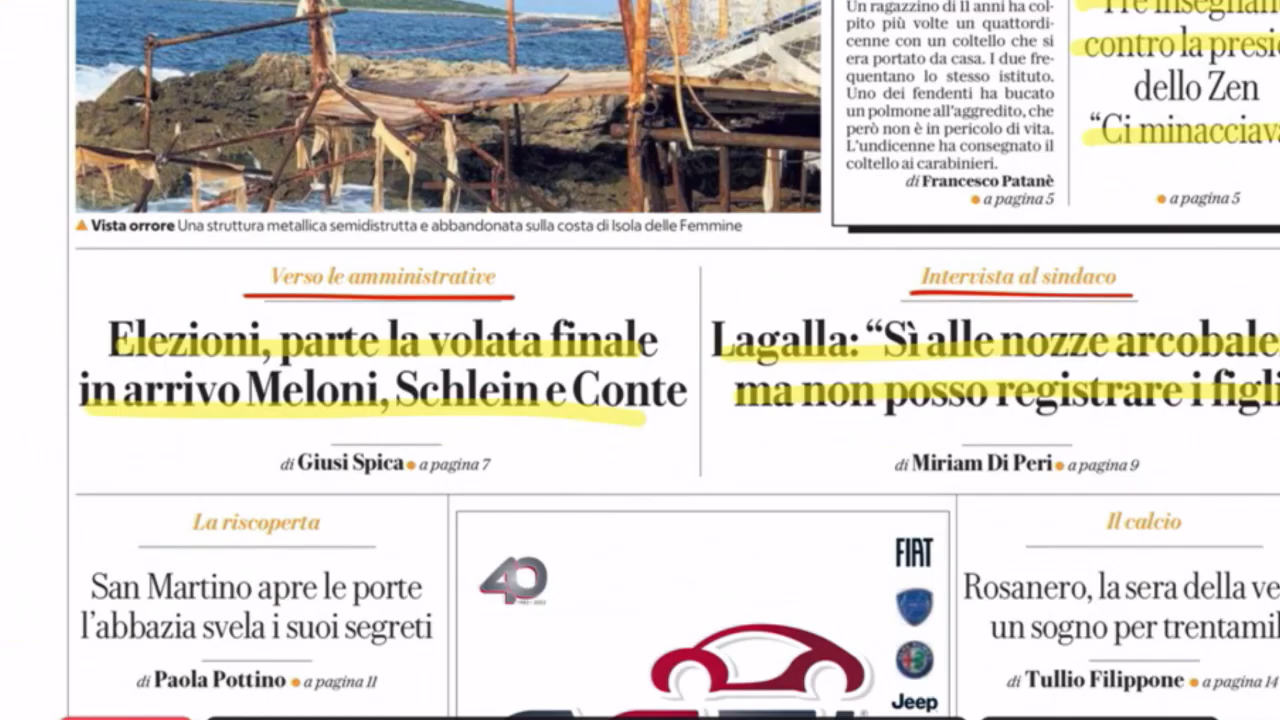 Un ragazzino di 11 anni ha col-
pito più volte un quattordi-
cenne con un coltello che si
era portato da casa. I due fre-
quentano lo stesso istituto.
Uno dei fendenti ha bucato
un polmone all'aggredito, che
però non è in pericolo di vita.
L'undicenne ha consegnato il
coltello ai carabinieri.
di Francesco Patanè
● a pagina 5
Tre insegnan
contro la presi
dello Zen
“Ci minacciav
● a pagina 5
▲ Vista orrore Una struttura metallica semidistrutta e abbandonata sulla costa di Isola delle Femmine
Verso le amministrative
Elezioni, parte la volata finale
in arrivo Meloni, Schlein e Conte
di Giusi Spica ● a pagina 7
Intervista al sindaco
Lagalla: “Sì alle nozze arcobale
ma non posso registrare i figli
di Miriam Di Peri ● a pagina 9
La riscoperta
San Martino apre le porte
l'abbazia svela i suoi segreti
di Paola Pottino ● a pagina 11
40
FIAT
Jeep
Il calcio
Rosanero, la sera della ve
un sogno per trentamil
di Tullio Filippone ● a pagina 14